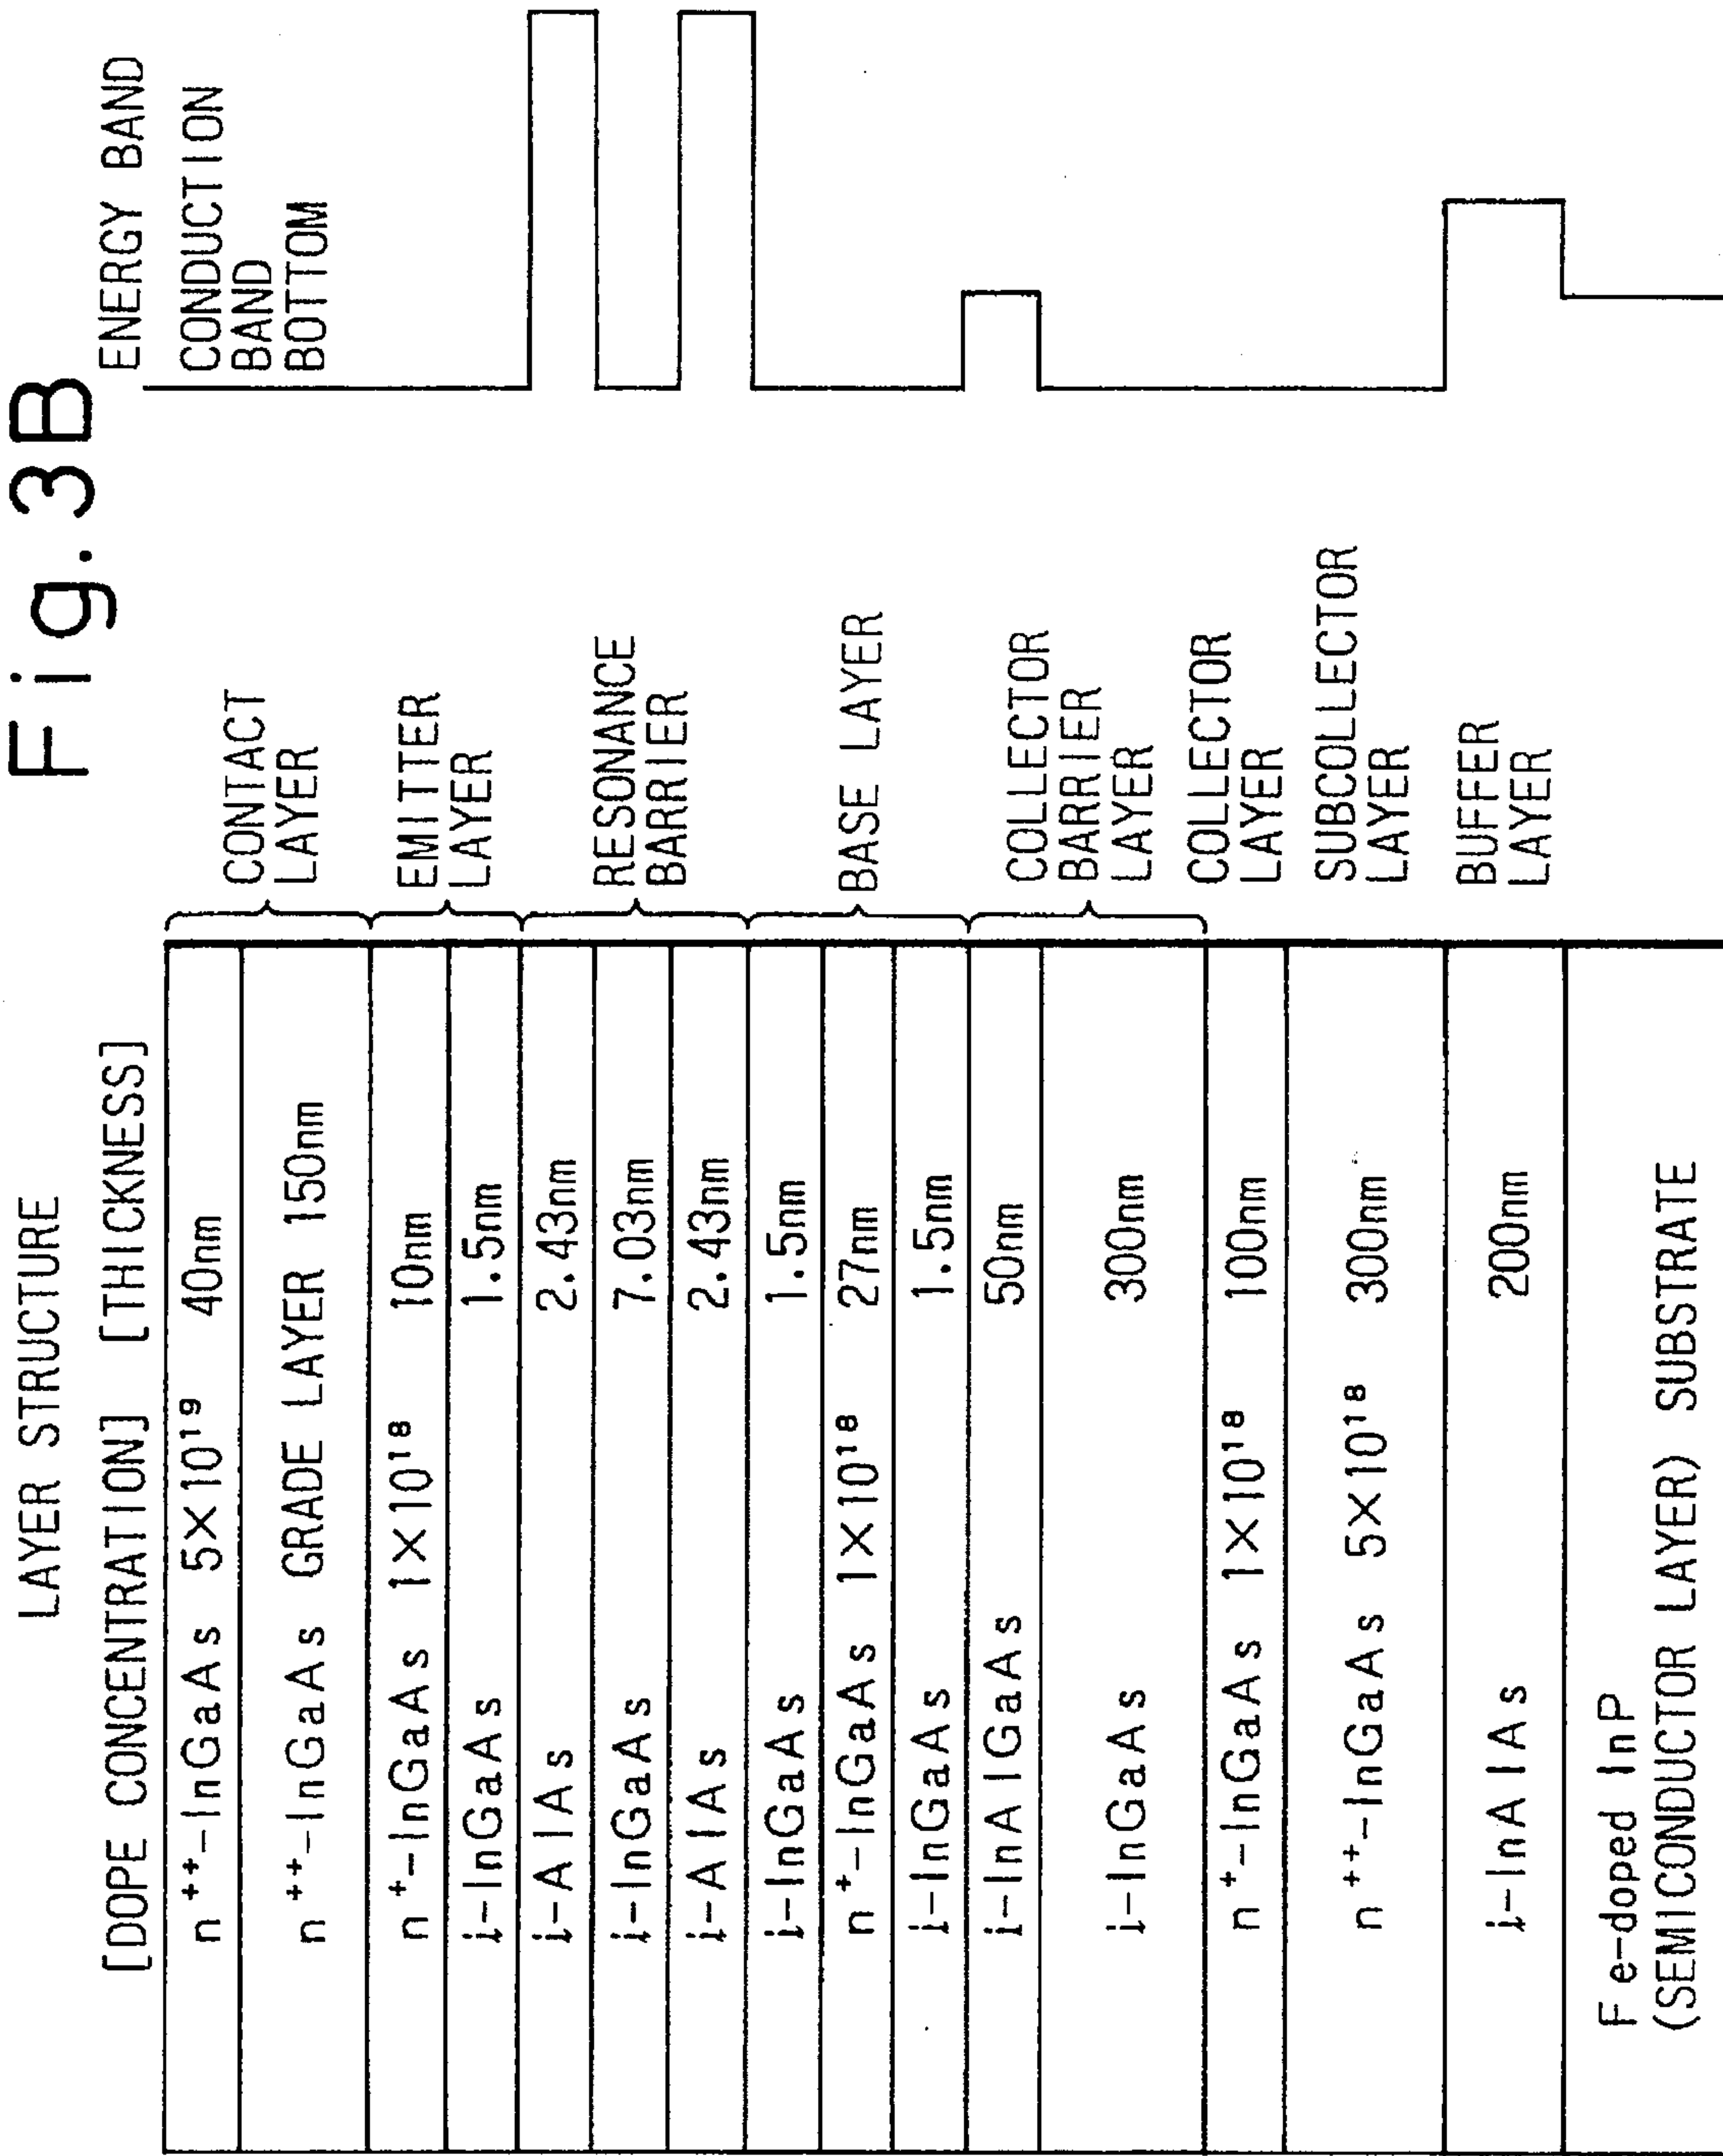 Fig. 3B
LAYER STRUCTURE
[DOPE CONCENTRATION] [THICKNESS]
ENERGY BAND
CONDUCTION
BAND
BOTTOM
n⁺⁺-InGaAs 5×10¹⁹ 40nm
n⁺⁺-InGaAs GRADE LAYER 150nm
CONTACT
LAYER
n⁺-InGaAs 1×10¹⁸ 10nm
i-InGaAs 1.5nm
EMITTER
LAYER
i-AlAs 2.43nm
i-InGaAs 7.03nm
i-AlAs 2.43nm
RESONANCE
BARRIER
i-InGaAs 1.5nm
n⁺-InGaAs 1×10¹⁸ 27nm
i-InGaAs 1.5nm
BASE LAYER
i-InAlGaAs 50nm
i-InGaAs 300nm
COLLECTOR
BARRIER
LAYER
n⁺-InGaAs 1×10¹⁸ 100nm
COLLECTOR
LAYER
n⁺⁺-InGaAs 5×10¹⁸ 300nm
SUBCOLLECTOR
LAYER
i-InAlAs 200nm
BUFFER
LAYER
Fe-doped InP
(SEMICONDUCTOR LAYER) SUBSTRATE